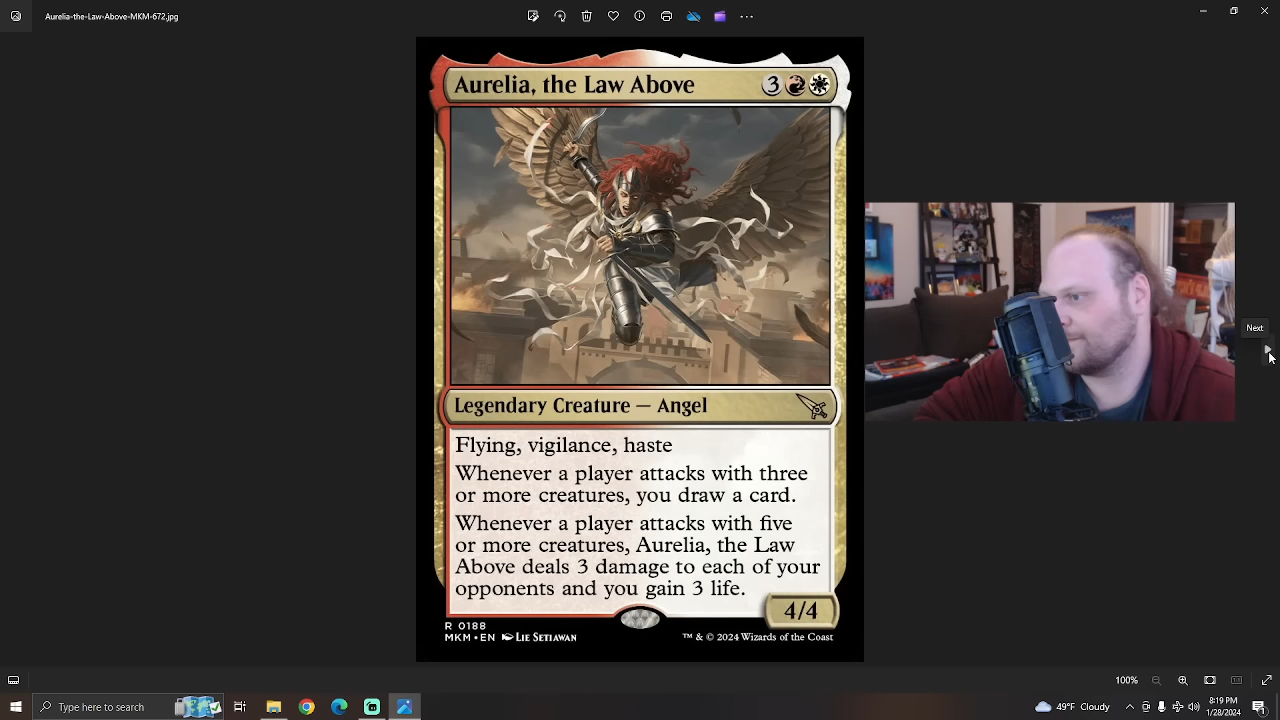 Aurelia-the-Law-Above-MKM-672.jpg
Aurelia, the Law Above 3
Legendary Creature — Angel
Flying, vigilance, haste
Whenever a player attacks with three
or more creatures, you draw a card.
Whenever a player attacks with five
or more creatures, Aurelia, the Law
Above deals 3 damage to each of your
opponents and you gain 3 life.
4/4
R 0188
MKM • EN Lie Setiawan
™ & © 2024 Wizards of the Coast
Next
100%
Type here to search
49°F Cloudy
8:19 PM
1/28/2024